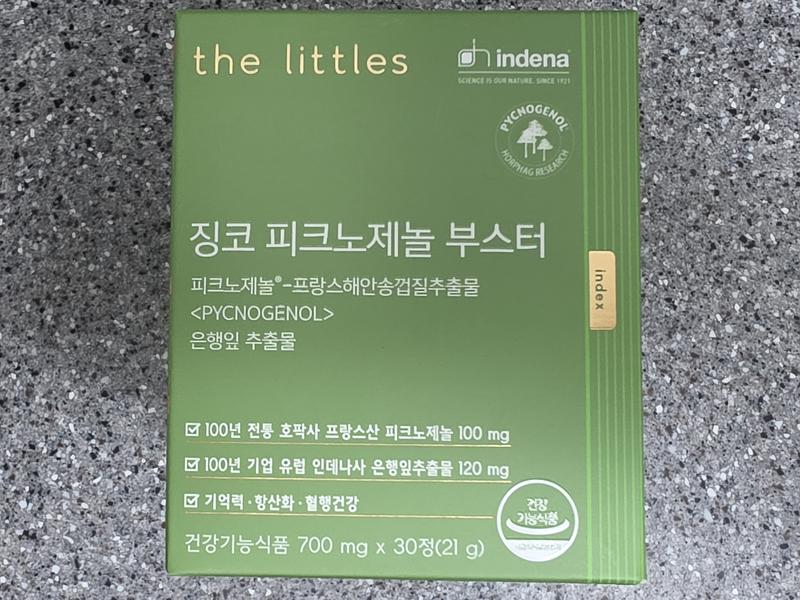 the littles
indena
SCIENCE IS OUR NATURE. SINCE 1921
PYCNOGENOL
HORPHAG RESEARCH
징코 피크노제놀 부스터
피크노제놀®-프랑스해안송껍질추출물
<PYCNOGENOL>
은행잎 추출물
index
100년 전통 호팍사 프랑스산 피크노제놀 100 mg
100년 기업 유럽 인데나사 은행잎추출물 120 mg
기억력·항산화·혈행건강
건강
기능식품
건강기능식품 700 mg x 30정(21 g)